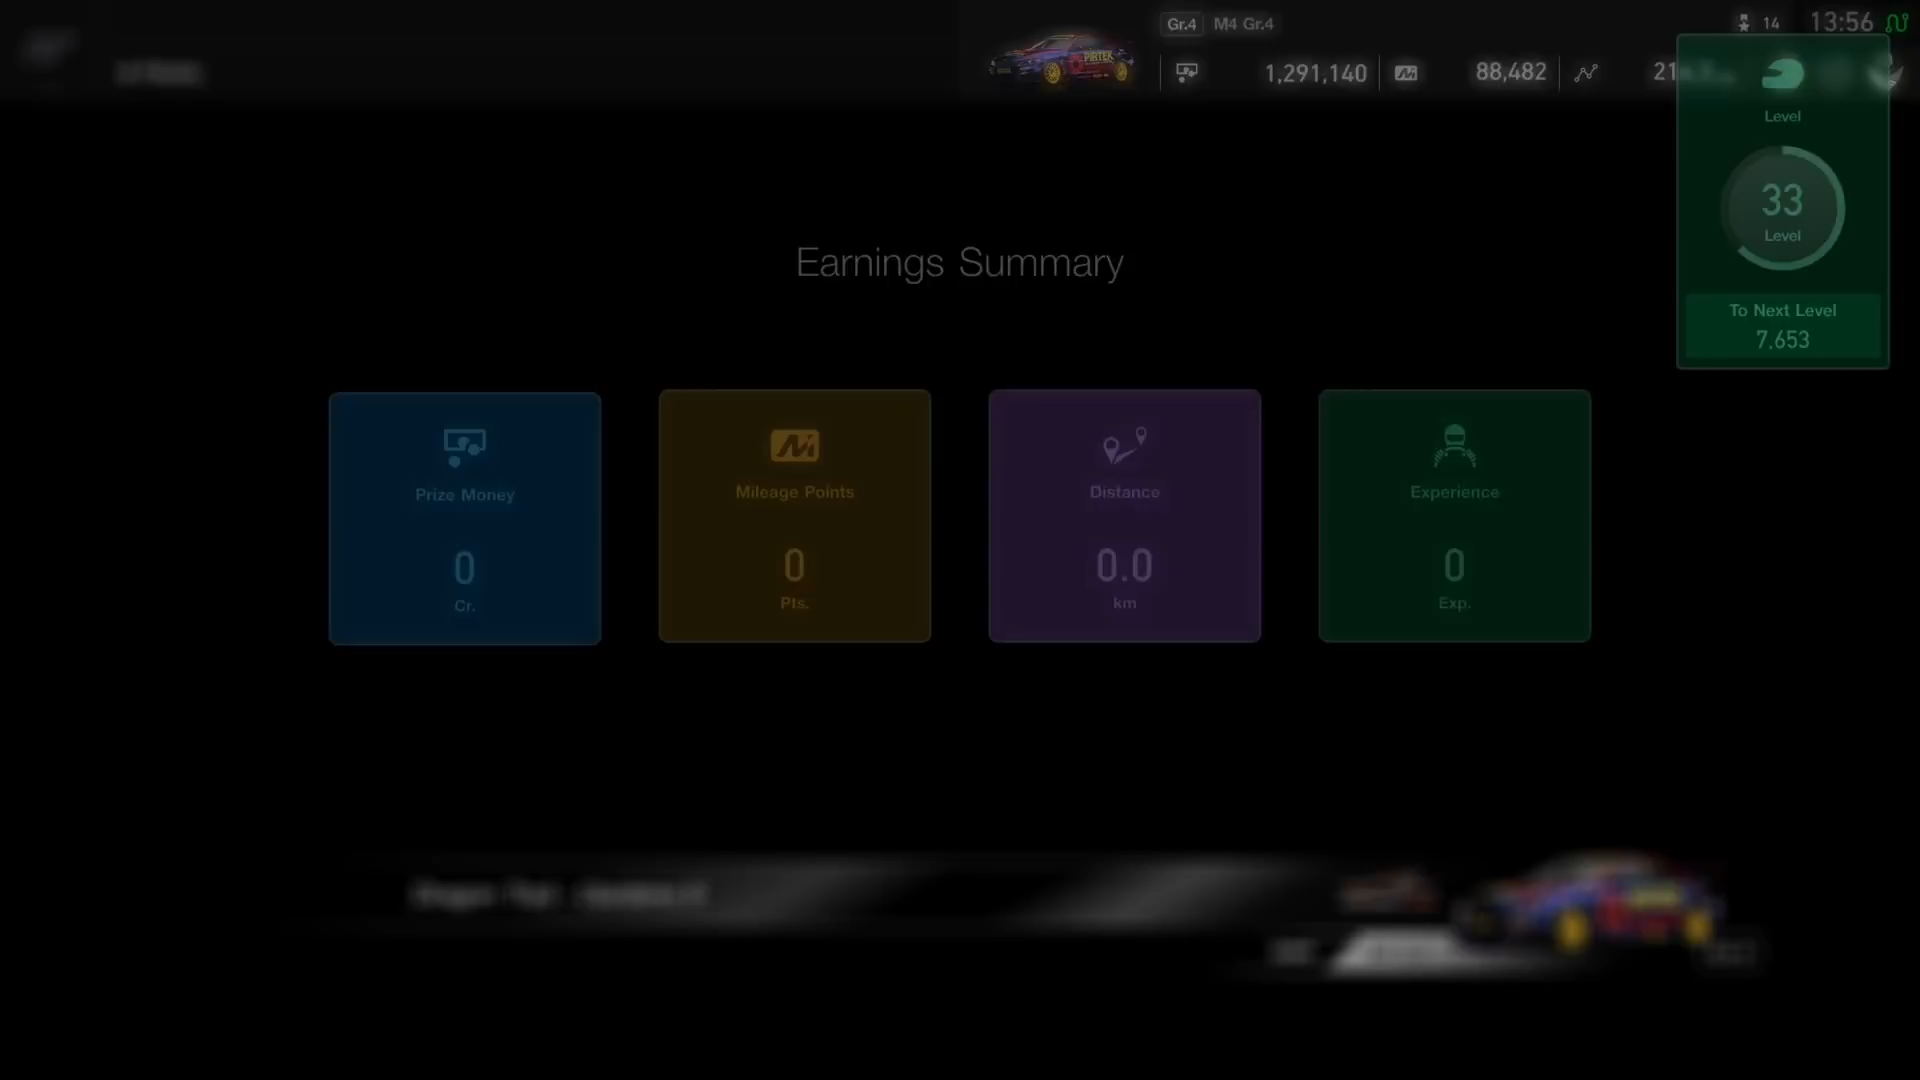 Gr.4 M4 Gr.4
14 13:56
1,291,140 88,482
Level
33
Level
To Next Level
7,653
Earnings Summary
Prize Money
0
Cr.
Mileage Points
0
Pts.
Distance
0.0
km
Experience
0
Exp.